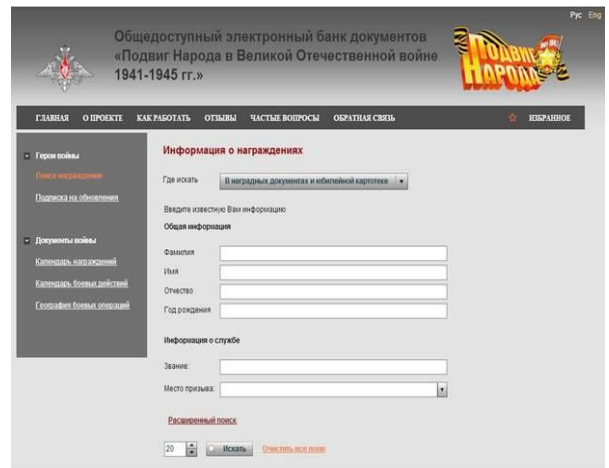 Рус Eng
Общедоступный электронный банк документов
«Подвиг Народа в Великой Отечественной войне
1941-1945 гг.»
ПОДВИГ
НАРОДА
ГЛАВНАЯ О ПРОЕКТЕ КАК РАБОТАТЬ ОТЗЫВЫ ЧАСТЫЕ ВОПРОСЫ ОБРАТНАЯ СВЯЗЬ ИЗБРАННОЕ
Герои войны
Поиск награждения
Подписка на обновления
Документы войны
Календарь награждений
Календарь боевых действий
География боевых операций
Информация о награждениях
Где искать В наградных документах и юбилейной картотеке
Введите известную Вам информацию
Общая информация
Фамилия
Имя
Отчество
Год рождения
Информация о службе
Звание:
Место призыва:
Расширенный поиск
20 Искать Очистить все поля